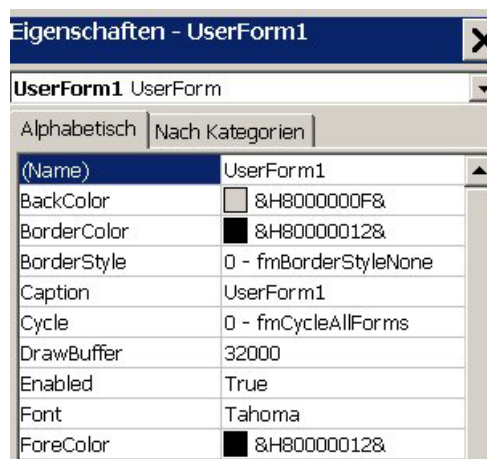 Eigenschaften - UserForm1
UserForm1 UserForm
Alphabetisch Nach Kategorien
(Name) UserForm1
BackColor &H8000000F&
BorderColor &H80000012&
BorderStyle 0 - fmBorderStyleNone
Caption UserForm1
Cycle 0 - fmCycleAllForms
DrawBuffer 32000
Enabled True
Font Tahoma
ForeColor &H80000012&